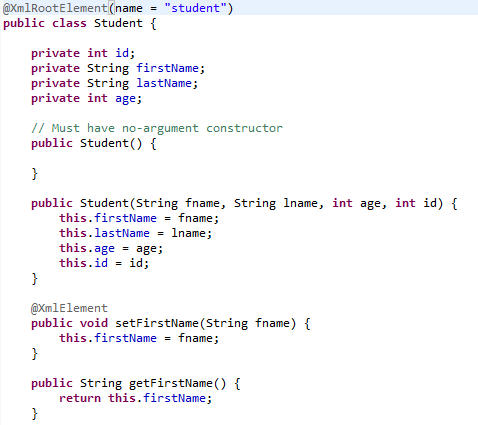 @XmlRootElement(name = "student")
public class Student {
private int id;
private String firstName;
private String lastName;
private int age;
// Must have no-argument constructor
public Student() {
}
public Student(String fname, String lname, int age, int id) {
this.firstName = fname;
this.lastName = lname;
this.age = age;
this.id = id;
}
@XmlElement
public void setFirstName(String fname) {
this.firstName = fname;
}
public String getFirstName() {
return this.firstName;
}